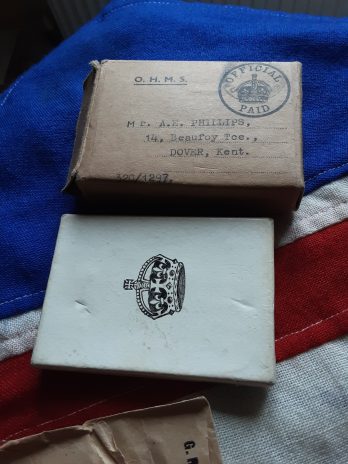 O. H. M. S.
OFFICIAL
PAID
Mr. A.E. PHILLIPS,
14, Beaufoy Tce.,
DOVER, Kent.
320/1297.
G.